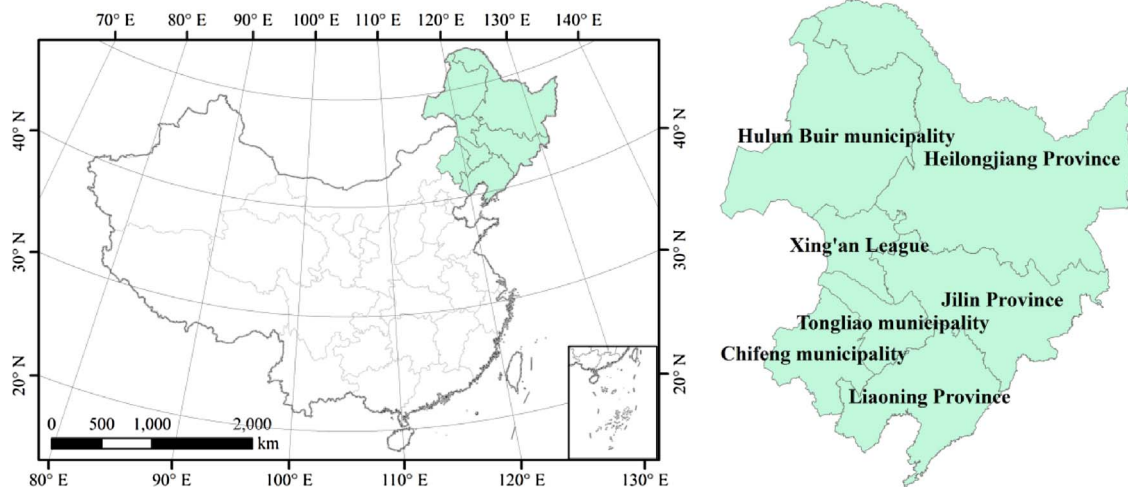 70° E 80° E 90° E 100° E 110° E 120° E 130° E 140° E
40° N
30° N
20° N
40° N
30° N
20° N
0 500 1,000 2,000
km
80° E 90° E 100° E 110° E 120° E 130° E
Hulun Buir municipality
Heilongjiang Province
Xing'an League
Jilin Province
Tongliao municipality
Chifeng municipality
Liaoning Province